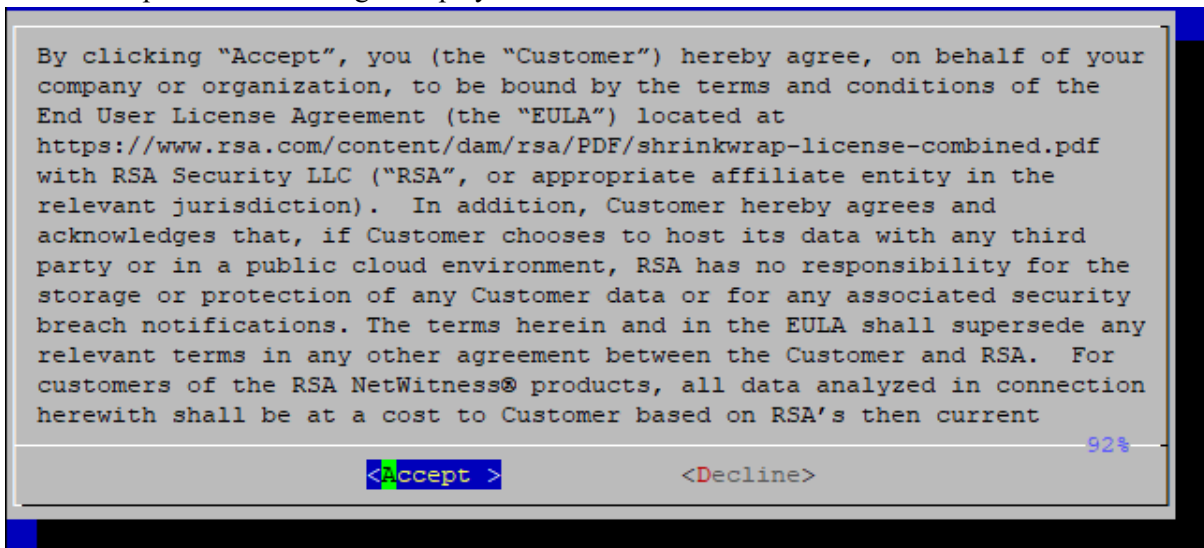 By clicking “Accept”, you (the “Customer”) hereby agree, on behalf of your
company or organization, to be bound by the terms and conditions of the
End User License Agreement (the “EULA”) located at
https://www.rsa.com/content/dam/rsa/PDF/shrinkwrap-license-combined.pdf
with RSA Security LLC (“RSA”, or appropriate affiliate entity in the
relevant jurisdiction).  In addition, Customer hereby agrees and
acknowledges that, if Customer chooses to host its data with any third
party or in a public cloud environment, RSA has no responsibility for the
storage or protection of any Customer data or for any associated security
breach notifications. The terms herein and in the EULA shall supersede any
relevant terms in any other agreement between the Customer and RSA.  For
customers of the RSA NetWitness® products, all data analyzed in connection
herewith shall be at a cost to Customer based on RSA’s then current
92%
<Accept > <Decline>